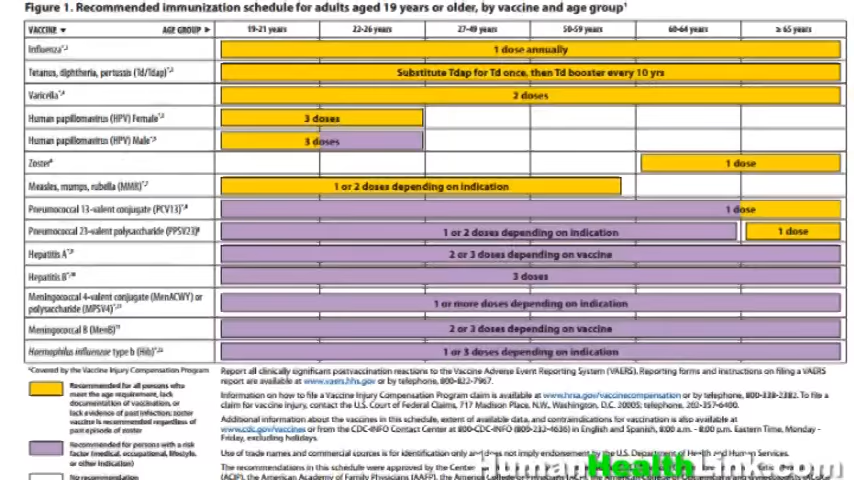 Figure 1. Recommended immunization schedule for adults aged 19 years or older, by vaccine and age group¹
VACCINE ▼ AGE GROUP ► 19-21 years 22-26 years 27-49 years 50-59 years 60-64 years ≥ 65 years
Influenza*,² 1 dose annually
Tetanus, diphtheria, pertussis (Td/Tdap)*,³ Substitute Tdap for Td once, then Td booster every 10 yrs
Varicella*,⁴ 2 doses
Human papillomavirus (HPV) Female*,⁵ 3 doses
Human papillomavirus (HPV) Male*,⁵ 3 doses
Zoster⁶ 1 dose
Measles, mumps, rubella (MMR)*,⁷ 1 or 2 doses depending on indication
Pneumococcal 13-valent conjugate (PCV13)*,⁸ 1 dose
Pneumococcal 23-valent polysaccharide (PPSV23)⁸ 1 or 2 doses depending on indication 1 dose
Hepatitis A*,⁹ 2 or 3 doses depending on vaccine
Hepatitis B*,¹⁰ 3 doses
Meningococcal 4-valent conjugate (MenACWY) or
polysaccharide (MPSV4)*,¹¹ 1 or more doses depending on indication
Meningococcal B (MenB)¹¹ 2 or 3 doses depending on vaccine
Haemophilus influenzae type b (Hib)*,¹² 1 or 3 doses depending on indication
*Covered by the Vaccine Injury Compensation Program
Recommended for all persons who
meet the age requirement, lack
documentation of vaccination, or
lack evidence of past infection; zoster
vaccine is recommended regardless of
past episode of zoster
Recommended for persons with a risk
factor (medical, occupational, lifestyle,
or other indication)
No recommendation
Report all clinically significant postvaccination reactions to the Vaccine Adverse Event Reporting System (VAERS). Reporting forms and instructions on filing a VAERS
report are available at www.vaers.hhs.gov or by telephone, 800-822-7967.
Information on how to file a Vaccine Injury Compensation Program claim is available at www.hrsa.gov/vaccinecompensation or by telephone, 800-338-2382. To file a
claim for vaccine injury, contact the U.S. Court of Federal Claims, 717 Madison Place, N.W., Washington, D.C. 20005; telephone, 202-357-6400.
Additional information about the vaccines in this schedule, extent of available data, and contraindications for vaccination is also available at
www.cdc.gov/vaccines or from the CDC-INFO Contact Center at 800-CDC-INFO (800-232-4636) in English and Spanish, 8:00 a.m. - 8:00 p.m. Eastern Time, Monday -
Friday, excluding holidays.
Use of trade names and commercial sources is for identification only and does not imply endorsement by the U.S. Department of Health and Human Services.
The recommendations in this schedule were approved by the
(ACIP), the American Academy of Family Physicians (AAFP), the
HumanHealthLink.com